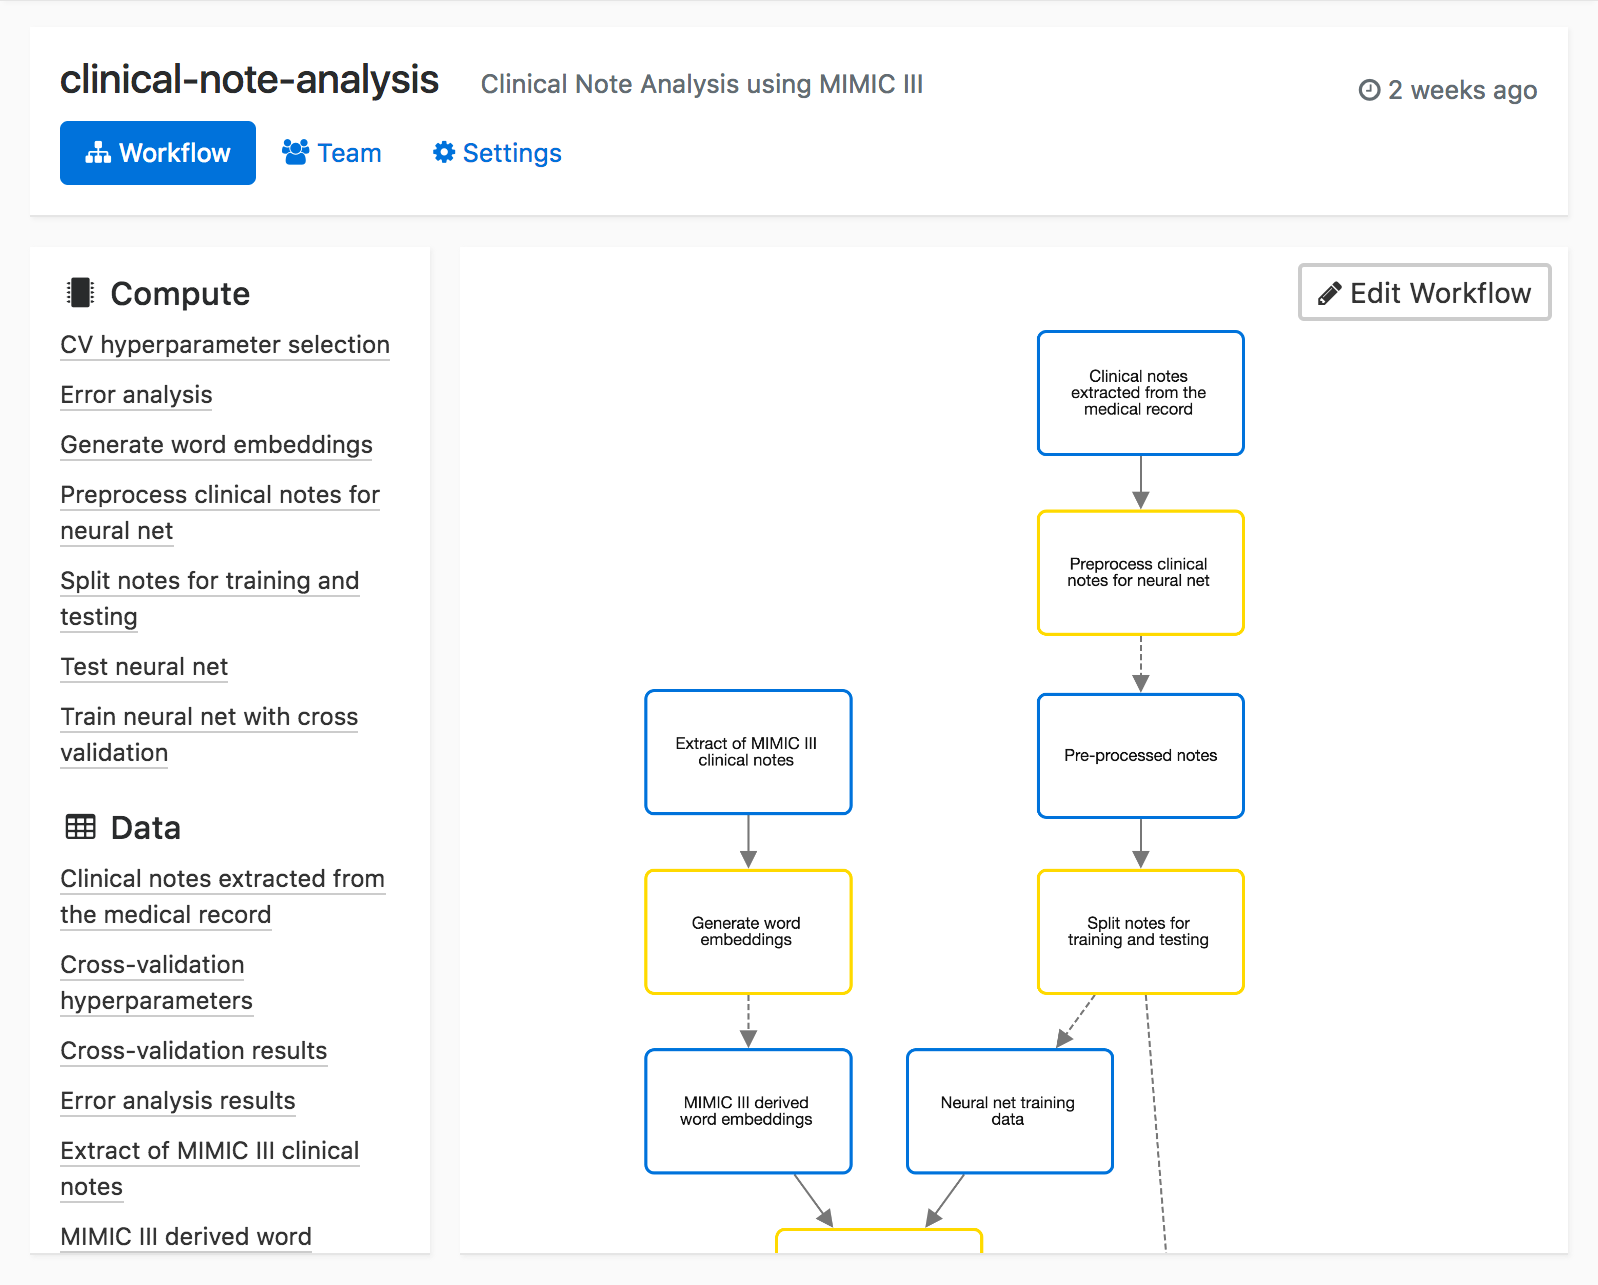 clinical-note-analysis
Clinical Note Analysis using MIMIC III
2 weeks ago
Workflow
Team
Settings
Compute
CV hyperparameter selection
Error analysis
Generate word embeddings
Preprocess clinical notes for
neural net
Split notes for training and
testing
Test neural net
Train neural net with cross
validation
Data
Clinical notes extracted from
the medical record
Cross-validation
hyperparameters
Cross-validation results
Error analysis results
Extract of MIMIC III clinical
notes
MIMIC III derived word
Edit Workflow
Clinical notes
extracted from the
medical record
Preprocess clinical
notes for neural net
Extract of MIMIC III
clinical notes
Pre-processed notes
Generate word
embeddings
Split notes for
training and testing
MIMIC III derived
word embeddings
Neural net training
data